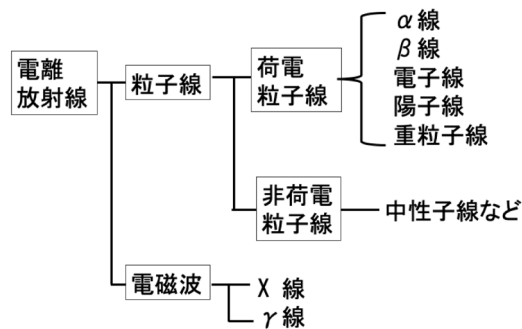 電離
放射線
粒子線
荷電
粒子線
α線
β線
電子線
陽子線
重粒子線
非荷電
粒子線
中性子線など
電磁波
X 線
γ線